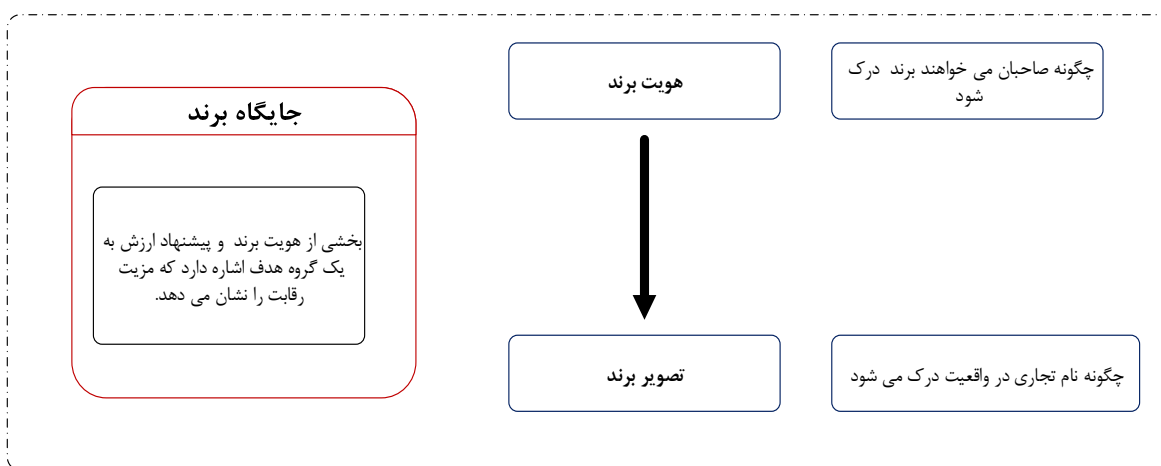 چگونه صاحبان می خواهند برند درک
شود
هویت برند
جایگاه برند
بخشی از هویت برند و پیشنهاد ارزش به
یک گروه هدف اشاره دارد که مزیت
رقابت را نشان می دهد.
چگونه نام تجاری در واقعیت درک می شود
تصویر برند